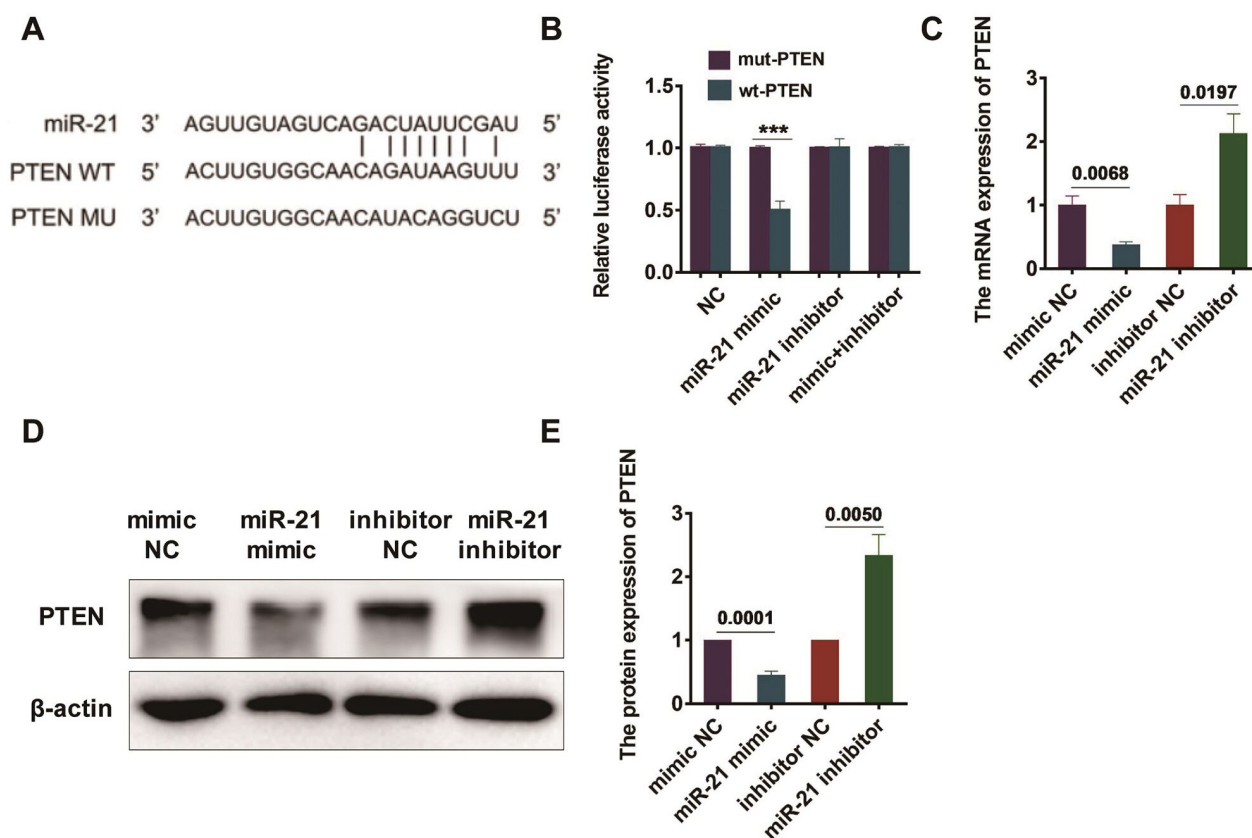 A
miR-21 3’ AGUUGUAGUCAGACUAUUCGAU 5’
PTEN WT 5’ ACUUGUGGCAACAGAUAAGUUU 3’
PTEN MU 3’ ACUUGUGGCAACAUACAGGUCU 5’
B
mut-PTEN
wt-PTEN
Relative luciferase activity
1.5
1.0
0.5
0.0
***
NC
miR-21 mimic
miR-21 inhibitor
mimic+inhibitor
C
The mRNA expression of PTEN
3
2
1
0
0.0068
0.0197
mimic NC
miR-21 mimic
inhibitor NC
miR-21 inhibitor
D
mimic miR-21 inhibitor miR-21
NC mimic NC inhibitor
PTEN
β-actin
E
The protein expression of PTEN
3
2
1
0
0.0001
0.0050
mimic NC
miR-21 mimic
inhibitor NC
miR-21 inhibitor